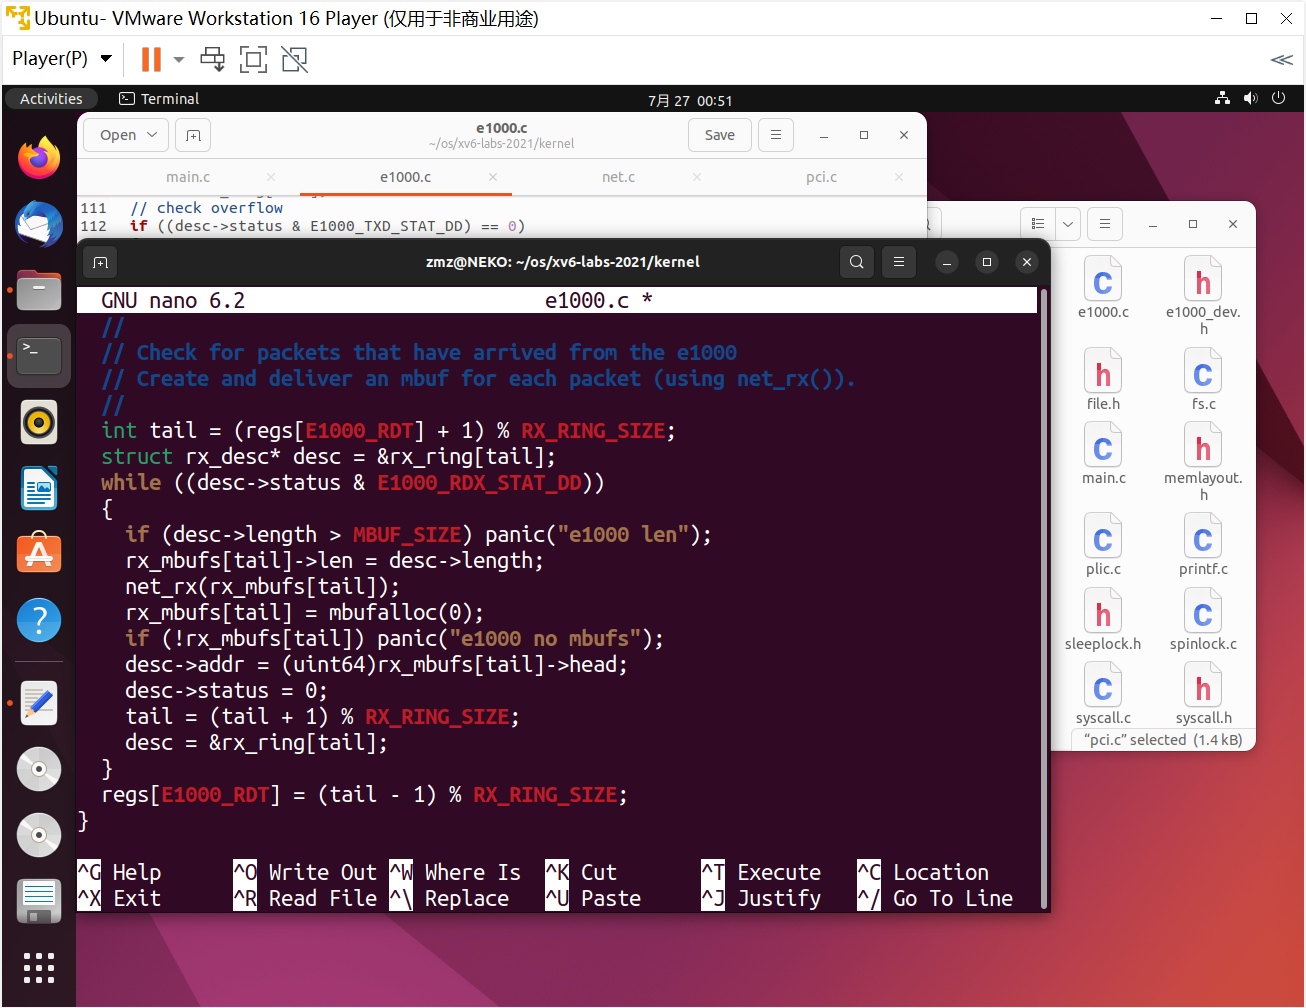 Ubuntu- VMware Workstation 16 Player (仅用于非商业用途)
Player(P)
Activities
Terminal
7月 27 00:51
Open
e1000.c
~/os/xv6-labs-2021/kernel
Save
main.c
e1000.c
net.c
pci.c
111 // check overflow
112 if ((desc->status & E1000_TXD_STAT_DD) == 0)
zmz@NEKO: ~/os/xv6-labs-2021/kernel
GNU nano 6.2 e1000.c *
//
// Check for packets that have arrived from the e1000
// Create and deliver an mbuf for each packet (using net_rx()).
//
int tail = (regs[E1000_RDT] + 1) % RX_RING_SIZE;
struct rx_desc* desc = &rx_ring[tail];
while ((desc->status & E1000_RDX_STAT_DD))
{
if (desc->length > MBUF_SIZE) panic("e1000 len");
rx_mbufs[tail]->len = desc->length;
net_rx(rx_mbufs[tail]);
rx_mbufs[tail] = mbufalloc(0);
if (!rx_mbufs[tail]) panic("e1000 no mbufs");
desc->addr = (uint64)rx_mbufs[tail]->head;
desc->status = 0;
tail = (tail + 1) % RX_RING_SIZE;
desc = &rx_ring[tail];
}
regs[E1000_RDT] = (tail - 1) % RX_RING_SIZE;
}
^G Help ^O Write Out ^W Where Is ^K Cut ^T Execute ^C Location
^X Exit ^R Read File ^\ Replace ^U Paste ^J Justify ^/ Go To Line
e1000.c
e1000_dev.
h
file.h
fs.c
main.c
memlayout.
h
plic.c
printf.c
sleeplock.h
spinlock.c
syscall.c
syscall.h
“pci.c” selected (1.4 kB)